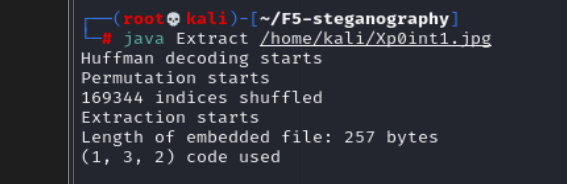 ┌──(root💀kali)-[~/F5-steganography]
└─# java Extract /home/kali/Xp0int1.jpg
Huffman decoding starts
Permutation starts
169344 indices shuffled
Extraction starts
Length of embedded file: 257 bytes
(1, 3, 2) code used